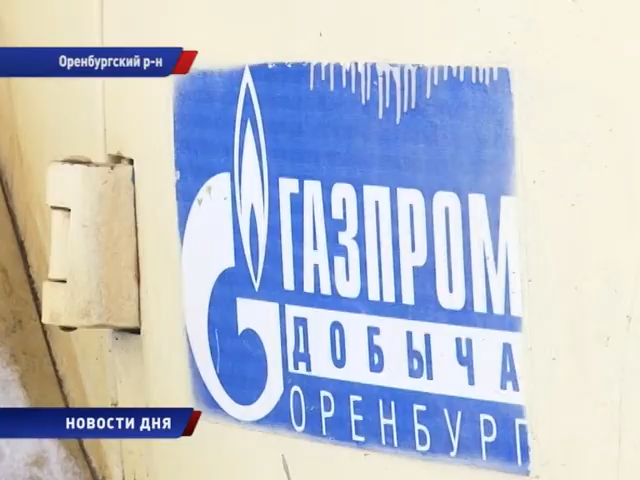 Оренбургский р-н
ГАЗПРОМ
ДОБЫЧА
ОРЕНБУРГ
НОВОСТИ ДНЯ